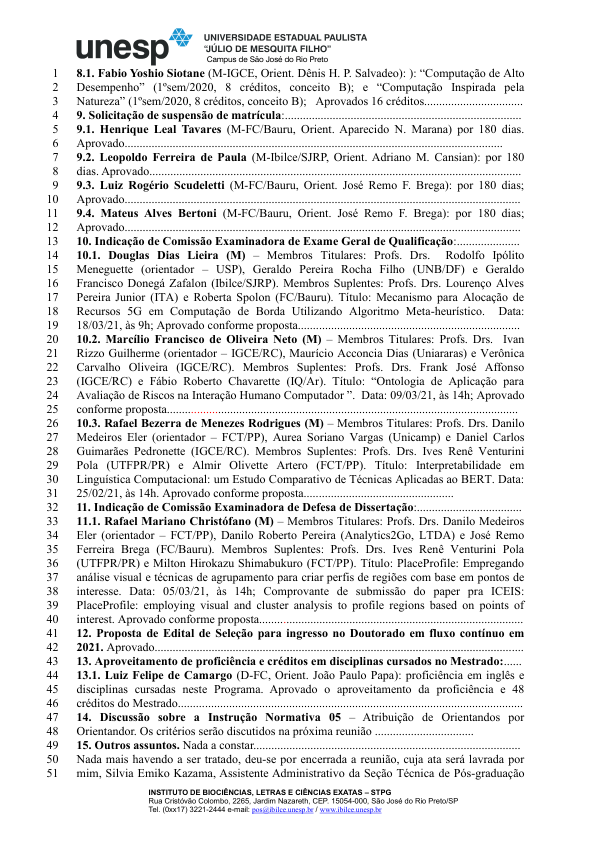 unesp
UNIVERSIDADE ESTADUAL PAULISTA
“JÚLIO DE MESQUITA FILHO”
Campus de São José do Rio Preto
1 8.1. Fabio Yoshio Siotane (M-IGCE, Orient. Dênis H. P. Salvadeo): ): “Computação de Alto
2 Desempenho” (1ºsem/2020, 8 créditos, conceito B); e “Computação Inspirada pela
3 Natureza” (1ºsem/2020, 8 créditos, conceito B); Aprovados 16 créditos.................................
4 9. Solicitação de suspensão de matrícula:...............................................................................
5 9.1. Henrique Leal Tavares (M-FC/Bauru, Orient. Aparecido N. Marana) por 180 dias.
6 Aprovado..............................................................................................................................
7 9.2. Leopoldo Ferreira de Paula (M-Ibilce/SJRP, Orient. Adriano M. Cansian): por 180
8 dias. Aprovado............................................................................................................................
9 9.3. Luiz Rogério Scudeletti (M-FC/Bauru, Orient. José Remo F. Brega): por 180 dias;
10 Aprovado....................................................................................................................................
11 9.4. Mateus Alves Bertoni (M-FC/Bauru, Orient. José Remo F. Brega): por 180 dias;
12 Aprovado...................................................................................................................................
13 10. Indicação de Comissão Examinadora de Exame Geral de Qualificação:.....................
14 10.1. Douglas Dias Lieira (M) – Membros Titulares: Profs. Drs. Rodolfo Ipólito
15 Meneguette (orientador – USP), Geraldo Pereira Rocha Filho (UNB/DF) e Geraldo
16 Francisco Donegá Zafalon (Ibilce/SJRP). Membros Suplentes: Profs. Drs. Lourenço Alves
17 Pereira Junior (ITA) e Roberta Spolon (FC/Bauru). Título: Mecanismo para Alocação de
18 Recursos 5G em Computação de Borda Utilizando Algoritmo Meta-heurístico. Data:
19 18/03/21, às 9h; Aprovado conforme proposta..........................................................................
20 10.2. Marcílio Francisco de Oliveira Neto (M) – Membros Titulares: Profs. Drs. Ivan
21 Rizzo Guilherme (orientador – IGCE/RC), Maurício Acconcia Dias (Uniararas) e Verônica
22 Carvalho Oliveira (IGCE/RC). Membros Suplentes: Profs. Drs. Frank José Affonso
23 (IGCE/RC) e Fábio Roberto Chavarette (IQ/Ar). Título: “Ontologia de Aplicação para
24 Avaliação de Riscos na Interação Humano Computador ”. Data: 09/03/21, às 14h; Aprovado
25 conforme proposta.....................................................................................................................
26 10.3. Rafael Bezerra de Menezes Rodrigues (M) – Membros Titulares: Profs. Drs. Danilo
27 Medeiros Eler (orientador – FCT/PP), Aurea Soriano Vargas (Unicamp) e Daniel Carlos
28 Guimarães Pedronette (IGCE/RC). Membros Suplentes: Profs. Drs. Ives Renê Venturini
29 Pola (UTFPR/PR) e Almir Olivette Artero (FCT/PP). Título: Interpretabilidade em
30 Linguística Computacional: um Estudo Comparativo de Técnicas Aplicadas ao BERT. Data:
31 25/02/21, às 14h. Aprovado conforme proposta..................................................
32 11. Indicação de Comissão Examinadora de Defesa de Dissertação:...................................
33 11.1. Rafael Mariano Christófano (M) – Membros Titulares: Profs. Drs. Danilo Medeiros
34 Eler (orientador – FCT/PP), Danilo Roberto Pereira (Analytics2Go, LTDA) e José Remo
35 Ferreira Brega (FC/Bauru). Membros Suplentes: Profs. Drs. Ives Renê Venturini Pola
36 (UTFPR/PR) e Milton Hirokazu Shimabukuro (FCT/PP). Título: PlaceProfile: Empregando
37 análise visual e técnicas de agrupamento para criar perfis de regiões com base em pontos de
38 interesse. Data: 05/03/21, às 14h; Comprovante de submissão do paper pra ICEIS:
39 PlaceProfile: employing visual and cluster analysis to profile regions based on points of
40 interest. Aprovado conforme proposta........................................................................................
41 12. Proposta de Edital de Seleção para ingresso no Doutorado em fluxo contínuo em
42 2021. Aprovado...........................................................................................................................
43 13. Aproveitamento de proficiência e créditos em disciplinas cursados no Mestrado:......
44 13.1. Luiz Felipe de Camargo (D-FC, Orient. João Paulo Papa): proficiência em inglês e
45 disciplinas cursadas neste Programa. Aprovado o aproveitamento da proficiência e 48
46 créditos do Mestrado...................................................................................................................
47 14. Discussão sobre a Instrução Normativa 05 – Atribuição de Orientandos por
48 Orientandor. Os critérios serão discutidos na próxima reunião .................................
49 15. Outros assuntos. Nada a constar.........................................................................................
50 Nada mais havendo a ser tratado, deu-se por encerrada a reunião, cuja ata será lavrada por
51 mim, Silvia Emiko Kazama, Assistente Administrativo da Seção Técnica de Pós-graduação
INSTITUTO DE BIOCIÊNCIAS, LETRAS E CIÊNCIAS EXATAS – STPG
Rua Cristóvão Colombo, 2265, Jardim Nazareth, CEP. 15054-000, São José do Rio Preto/SP
Tel. (0xx17) 3221-2444 e-mail: pos@ibilce.unesp.br / www.ibilce.unesp.br